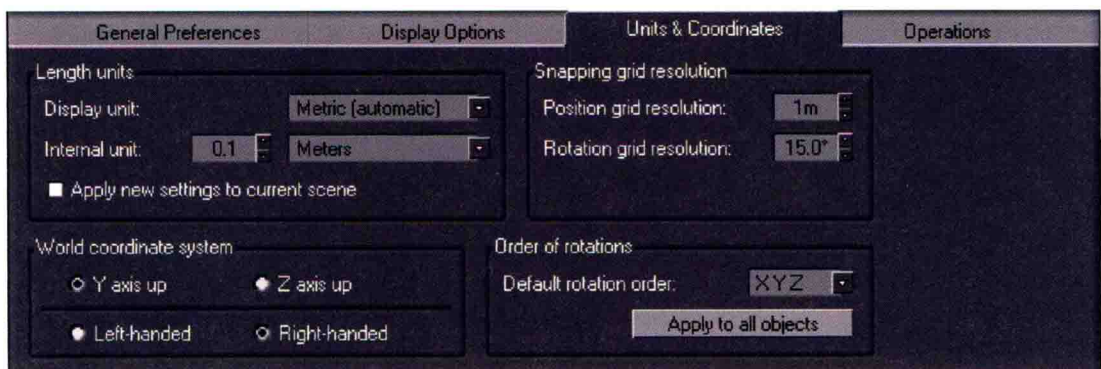 General Preferences
Display Options
Units & Coordinates
Operations
Length units
Display unit: Metric (automatic)
Internal unit: 0.1 Meters
Apply new settings to current scene
Snapping grid resolution
Position grid resolution: 1m
Rotation grid resolution: 15.0°
World coordinate system
Y axis up Z axis up
Left-handed Right-handed
Order of rotations
Default rotation order: XYZ
Apply to all objects